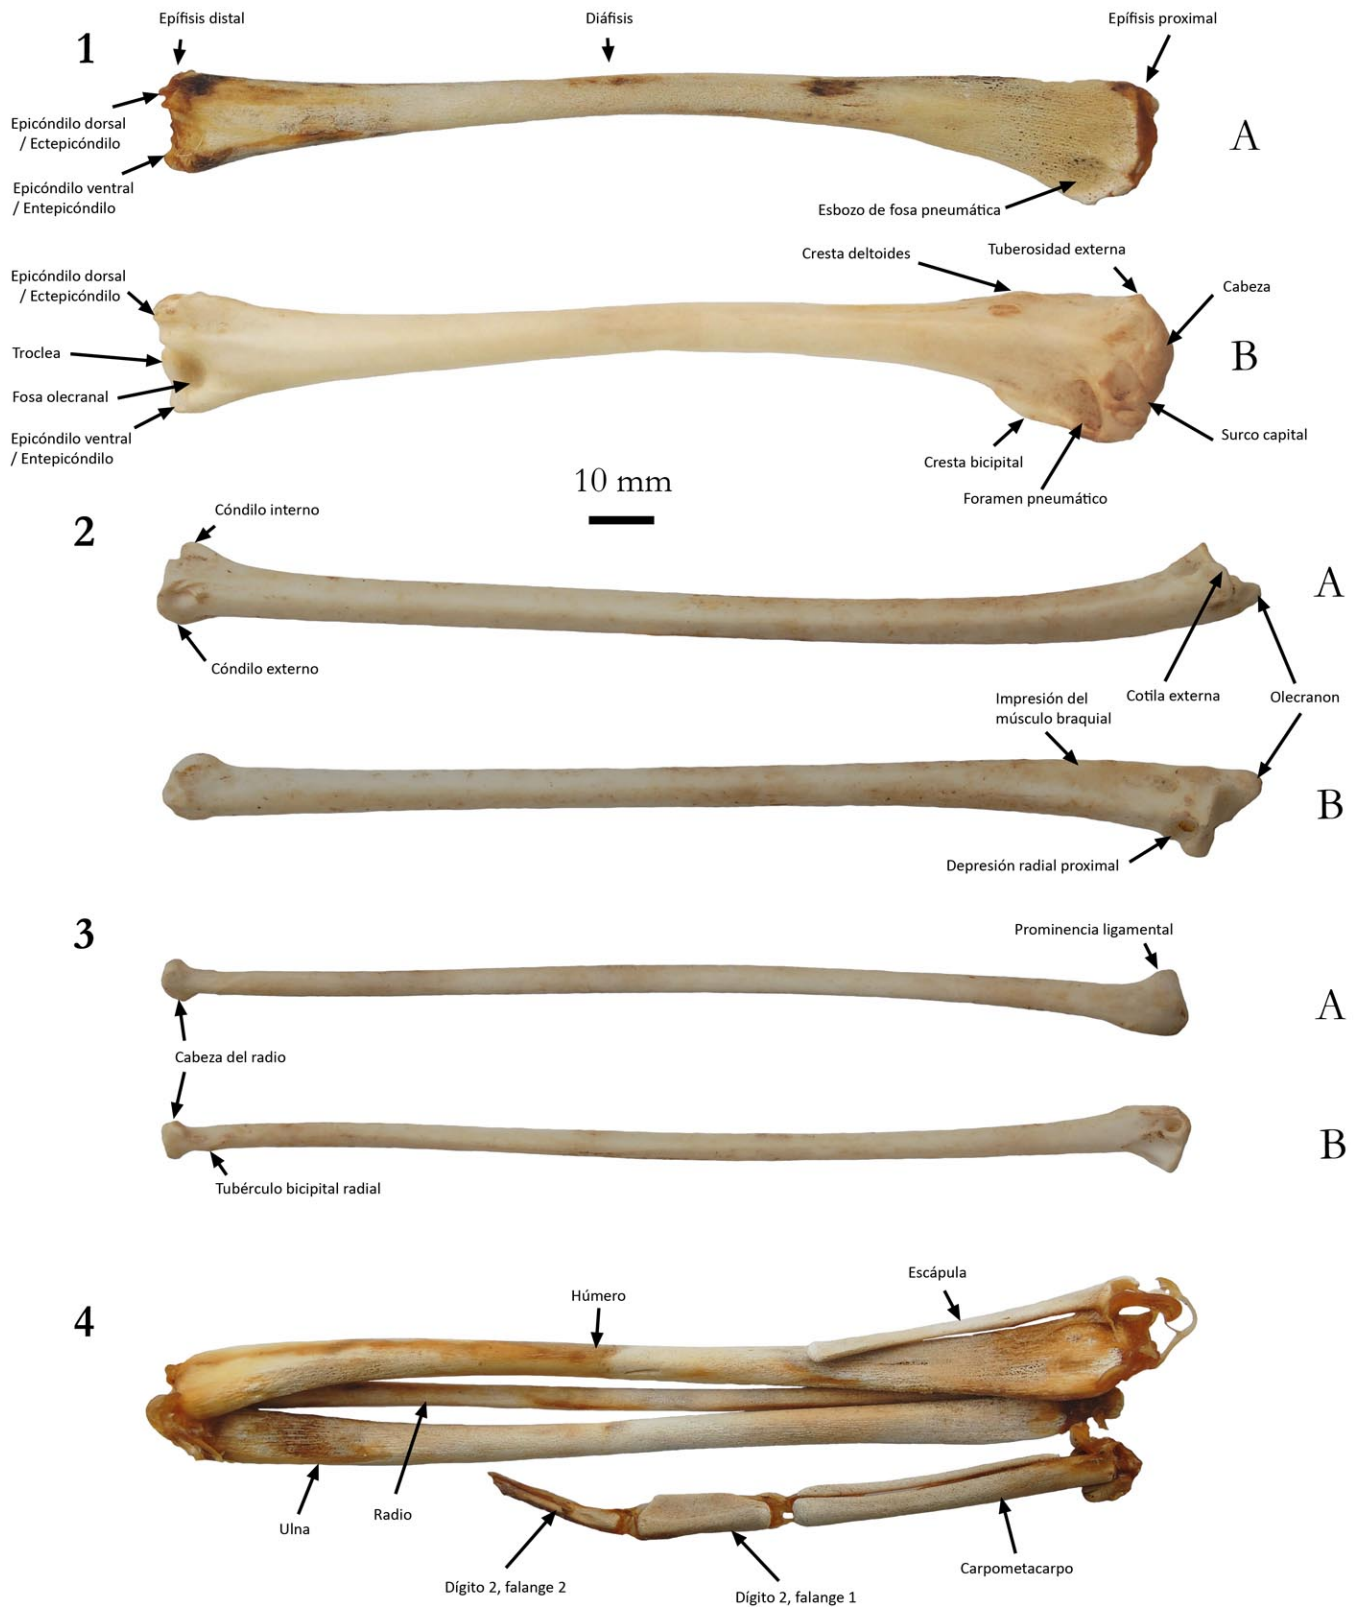 Epífisis distal
Diáfisis
Epífisis proximal
1
Epicóndilo dorsal
/ Ectepicóndilo
A
Epicóndilo ventral
/ Entepicóndilo
Esbozo de fosa pneumática
Cresta deltoides
Tuberosidad externa
Epicóndilo dorsal
/ Ectepicóndilo
Cabeza
Troclea
B
Fosa olecranal
Epicóndilo ventral
/ Entepicóndilo
Surco capital
Cresta bicipital
Foramen pneumático
10 mm
2
Cóndilo interno
A
Cóndilo externo
Cotila externa
Olecranon
Impresión del
músculo braquial
B
Depresión radial proximal
3
Prominencia ligamental
A
Cabeza del radio
B
Tubérculo bicipital radial
4
Escápula
Húmero
Ulna
Radio
Carpometacarpo
Dígito 2, falange 2
Dígito 2, falange 1